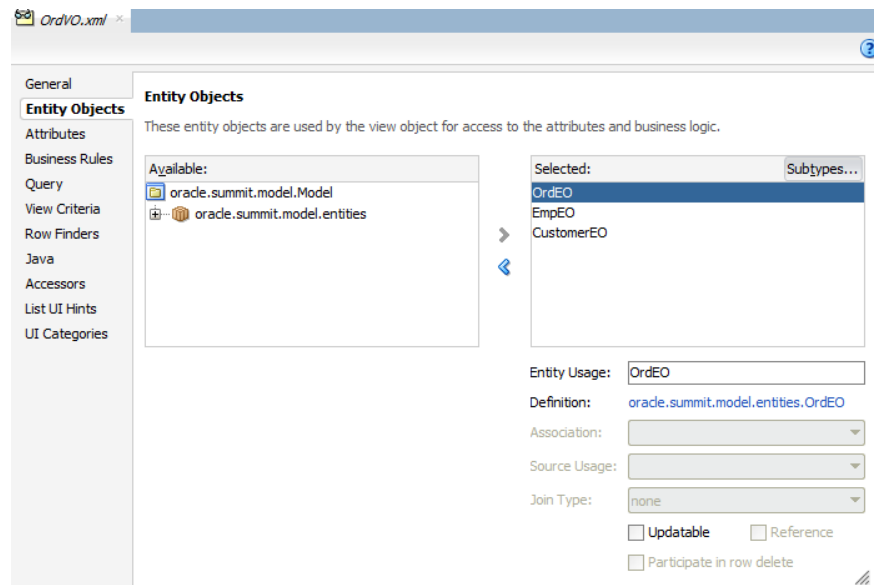 OrdVO.xml
General
Entity Objects
Attributes
Business Rules
Query
View Criteria
Row Finders
Java
Accessors
List UI Hints
UI Categories
Entity Objects
These entity objects are used by the view object for access to the attributes and business logic.
Available:
oracle.summit.model.Model
oracle.summit.model.entities
Selected:
Subtypes...
OrdEO
EmpEO
CustomerEO
Entity Usage: OrdEO
Definition: oracle.summit.model.entities.OrdEO
Association:
Source Usage:
Join Type: none
Updatable Reference
Participate in row delete